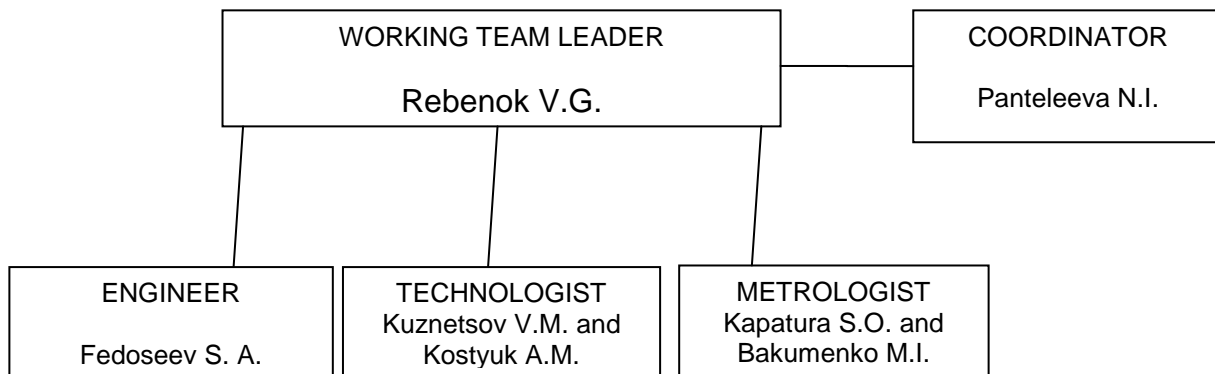 WORKING TEAM LEADER
Rebenok V.G.
COORDINATOR
Panteleeva N.I.
ENGINEER
Fedoseev S. A.
TECHNOLOGIST
Kuznetsov V.M. and
Kostyuk A.M.
METROLOGIST
Kapatura S.O. and
Bakumenko M.I.